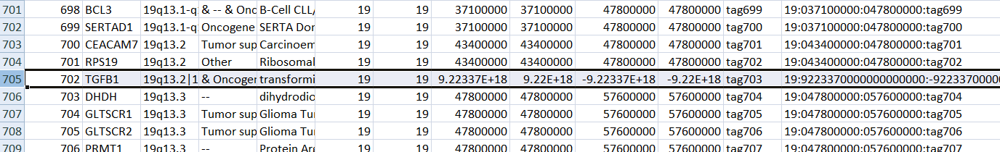 701 698 BCL3 19q13.1-q: & -- & Onc B-Cell CLL/ 19 19 37100000 37100000 47800000 47800000 tag699 19:037100000:047800000:tag699
702 699 SERTAD1 19q13.1-q: Oncogene SERTA Dor 19 19 37100000 37100000 47800000 47800000 tag700 19:037100000:047800000:tag700
703 700 CEACAM7 19q13.2 Tumor sup Carcinoem 19 19 43400000 43400000 47800000 47800000 tag701 19:043400000:047800000:tag701
704 701 RPS19 19q13.2 Other Ribosomal 19 19 43400000 43400000 47800000 47800000 tag702 19:043400000:047800000:tag702
705 702 TGFB1 19q13.2|1 & Oncoger transformi 19 19 9.22337E+18 9.22E+18 -9.22337E+18 -9.22E+18 tag703 19:9223370000000000000:-92233700000
706 703 DHDH 19q13.3 -- dihydrodic 19 19 47800000 47800000 57600000 57600000 tag704 19:047800000:057600000:tag704
707 704 GLTSCR1 19q13.3 Tumor sup Glioma Tu 19 19 47800000 47800000 57600000 57600000 tag705 19:047800000:057600000:tag705
708 705 GLTSCR2 19q13.3 Tumor sup Glioma Tu 19 19 47800000 47800000 57600000 57600000 tag706 19:047800000:057600000:tag706
709 706 PRMT1 19q13.3 -- Protein Are 19 19 47800000 47800000 57600000 57600000 tag707 19:047800000:057600000:tag707